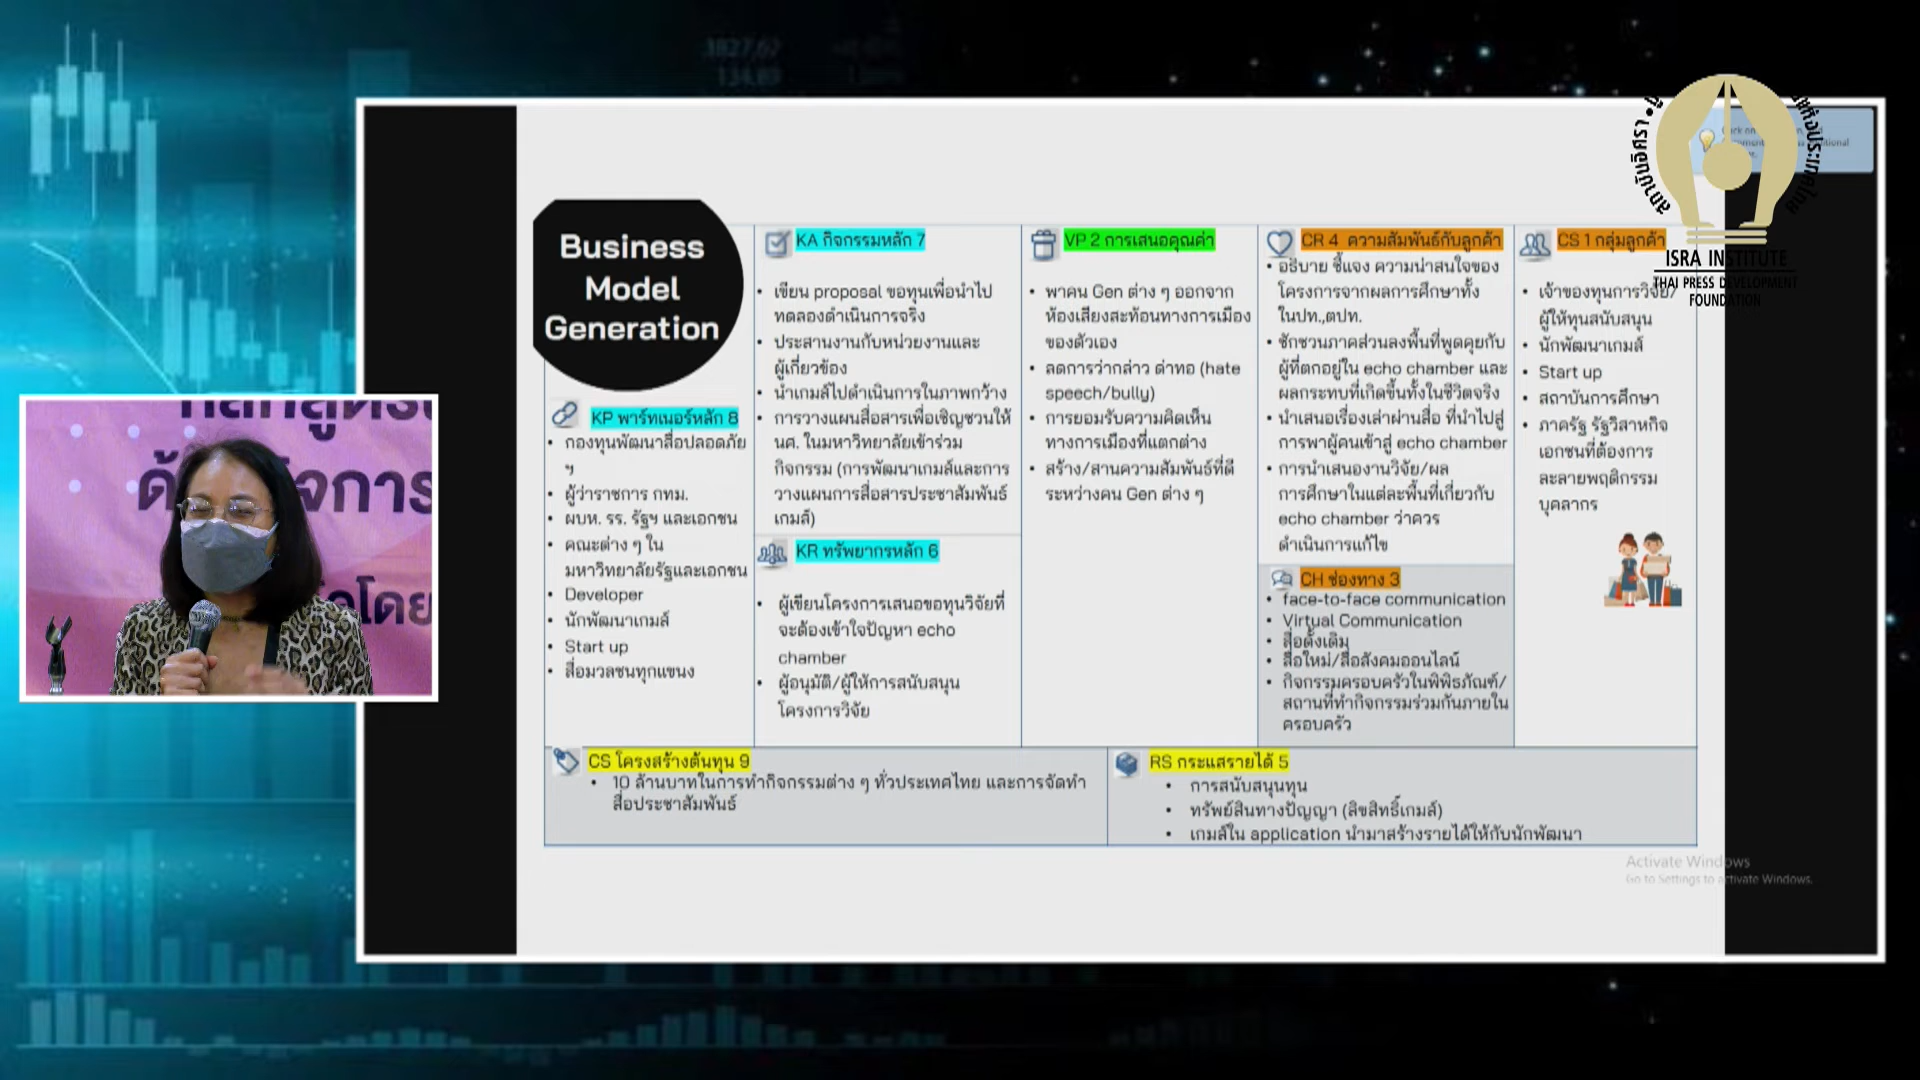 Business
Model
Generation
KP พาร์ทเนอร์หลัก 8
• กองทุนพัฒนาสื่อปลอดภัย
ฯ
• ผู้ว่าราชการ กทม.
• ผบห. รร. รัฐฯ และเอกชน
• คณะต่าง ๆ ใน
มหาวิทยาลัยรัฐและเอกชน
• Developer
• นักพัฒนาเกมส์
• Start up
• สื่อมวลชนทุกแขนง
KA กิจกรรมหลัก 7
• เขียน proposal ขอทุนเพื่อนำไป
ทดลองดำเนินการจริง
• ประสานงานกับหน่วยงานและ
ผู้เกี่ยวข้อง
• นำเกมส์ไปดำเนินการในภาพกว้าง
• การวางแผนสื่อสารเพื่อเชิญชวนให้
นศ. ในมหาวิทยาลัยเข้าร่วม
กิจกรรม (การพัฒนาเกมส์และการ
วางแผนการสื่อสารประชาสัมพันธ์
เกมส์)
KR ทรัพยากรหลัก 6
• ผู้เขียนโครงการเสนอขอทุนวิจัยที่
จะต้องเข้าใจปัญหา echo
chamber
• ผู้อนุมัติ/ผู้ให้การสนับสนุน
โครงการวิจัย
VP 2 การเสนอคุณค่า
• พาคน Gen ต่าง ๆ ออกจาก
ห้องเสียงสะท้อนทางการเมือง
ของตัวเอง
• ลดการว่ากล่าว ด่าทอ (hate
speech/bully)
• การยอมรับความคิดเห็น
ทางการเมืองที่แตกต่าง
• สร้าง/สานความสัมพันธ์ที่ดี
ระหว่างคน Gen ต่าง ๆ
CR 4 ความสัมพันธ์กับลูกค้า
• อธิบาย ชี้แจง ความน่าสนใจของ
โครงการจากผลการศึกษาทั้ง
ในปท.,ตปท.
• ชักชวนภาคส่วนลงพื้นที่พูดคุยกับ
ผู้ที่ตกอยู่ใน echo chamber และ
ผลกระทบที่เกิดขึ้นทั้งในชีวิตจริง
• นำเสนอเรื่องเล่าผ่านสื่อ ที่นำไปสู่
การพาผู้คนเข้าสู่ echo chamber
• การนำเสนองานวิจัย/ผล
การศึกษาในแต่ละพื้นที่เกี่ยวกับ
echo chamber ว่าควร
ดำเนินการแก้ไข
CH ช่องทาง 3
• face-to-face communication
• Virtual Communication
• สื่อดั้งเดิม
• สื่อใหม่/สื่อสังคมออนไลน์
• กิจกรรมครอบครัวในพิพิธภัณฑ์/
สถานที่ทำกิจกรรมร่วมกันภายใน
ครอบครัว
CS 1 กลุ่มลูกค้า
• เจ้าของทุนการวิจัย/
ผู้ให้ทุนสนับสนุน
• นักพัฒนาเกมส์
• Start up
• สถาบันการศึกษา
• ภาครัฐ รัฐวิสาหกิจ
เอกชนที่ต้องการ
ละลายพฤติกรรม
บุคลากร
CS โครงสร้างต้นทุน 9
• 10 ล้านบาทในการทำกิจกรรมต่าง ๆ ทั่วประเทศไทย และการจัดทำ
สื่อประชาสัมพันธ์
RS กระแสรายได้ 5
• การสนับสนุนทุน
• ทรัพย์สินทางปัญญา (ลิขสิทธิ์เกมส์)
• เกมส์ใน application นำมาสร้างรายได้ให้กับนักพัฒนา
Activate Windows
Go to Settings to activate Windows.
สถาบันอิศรา
ISRA INSTITUTE
THAI PRESS DEVELOPMENT
FOUNDATION